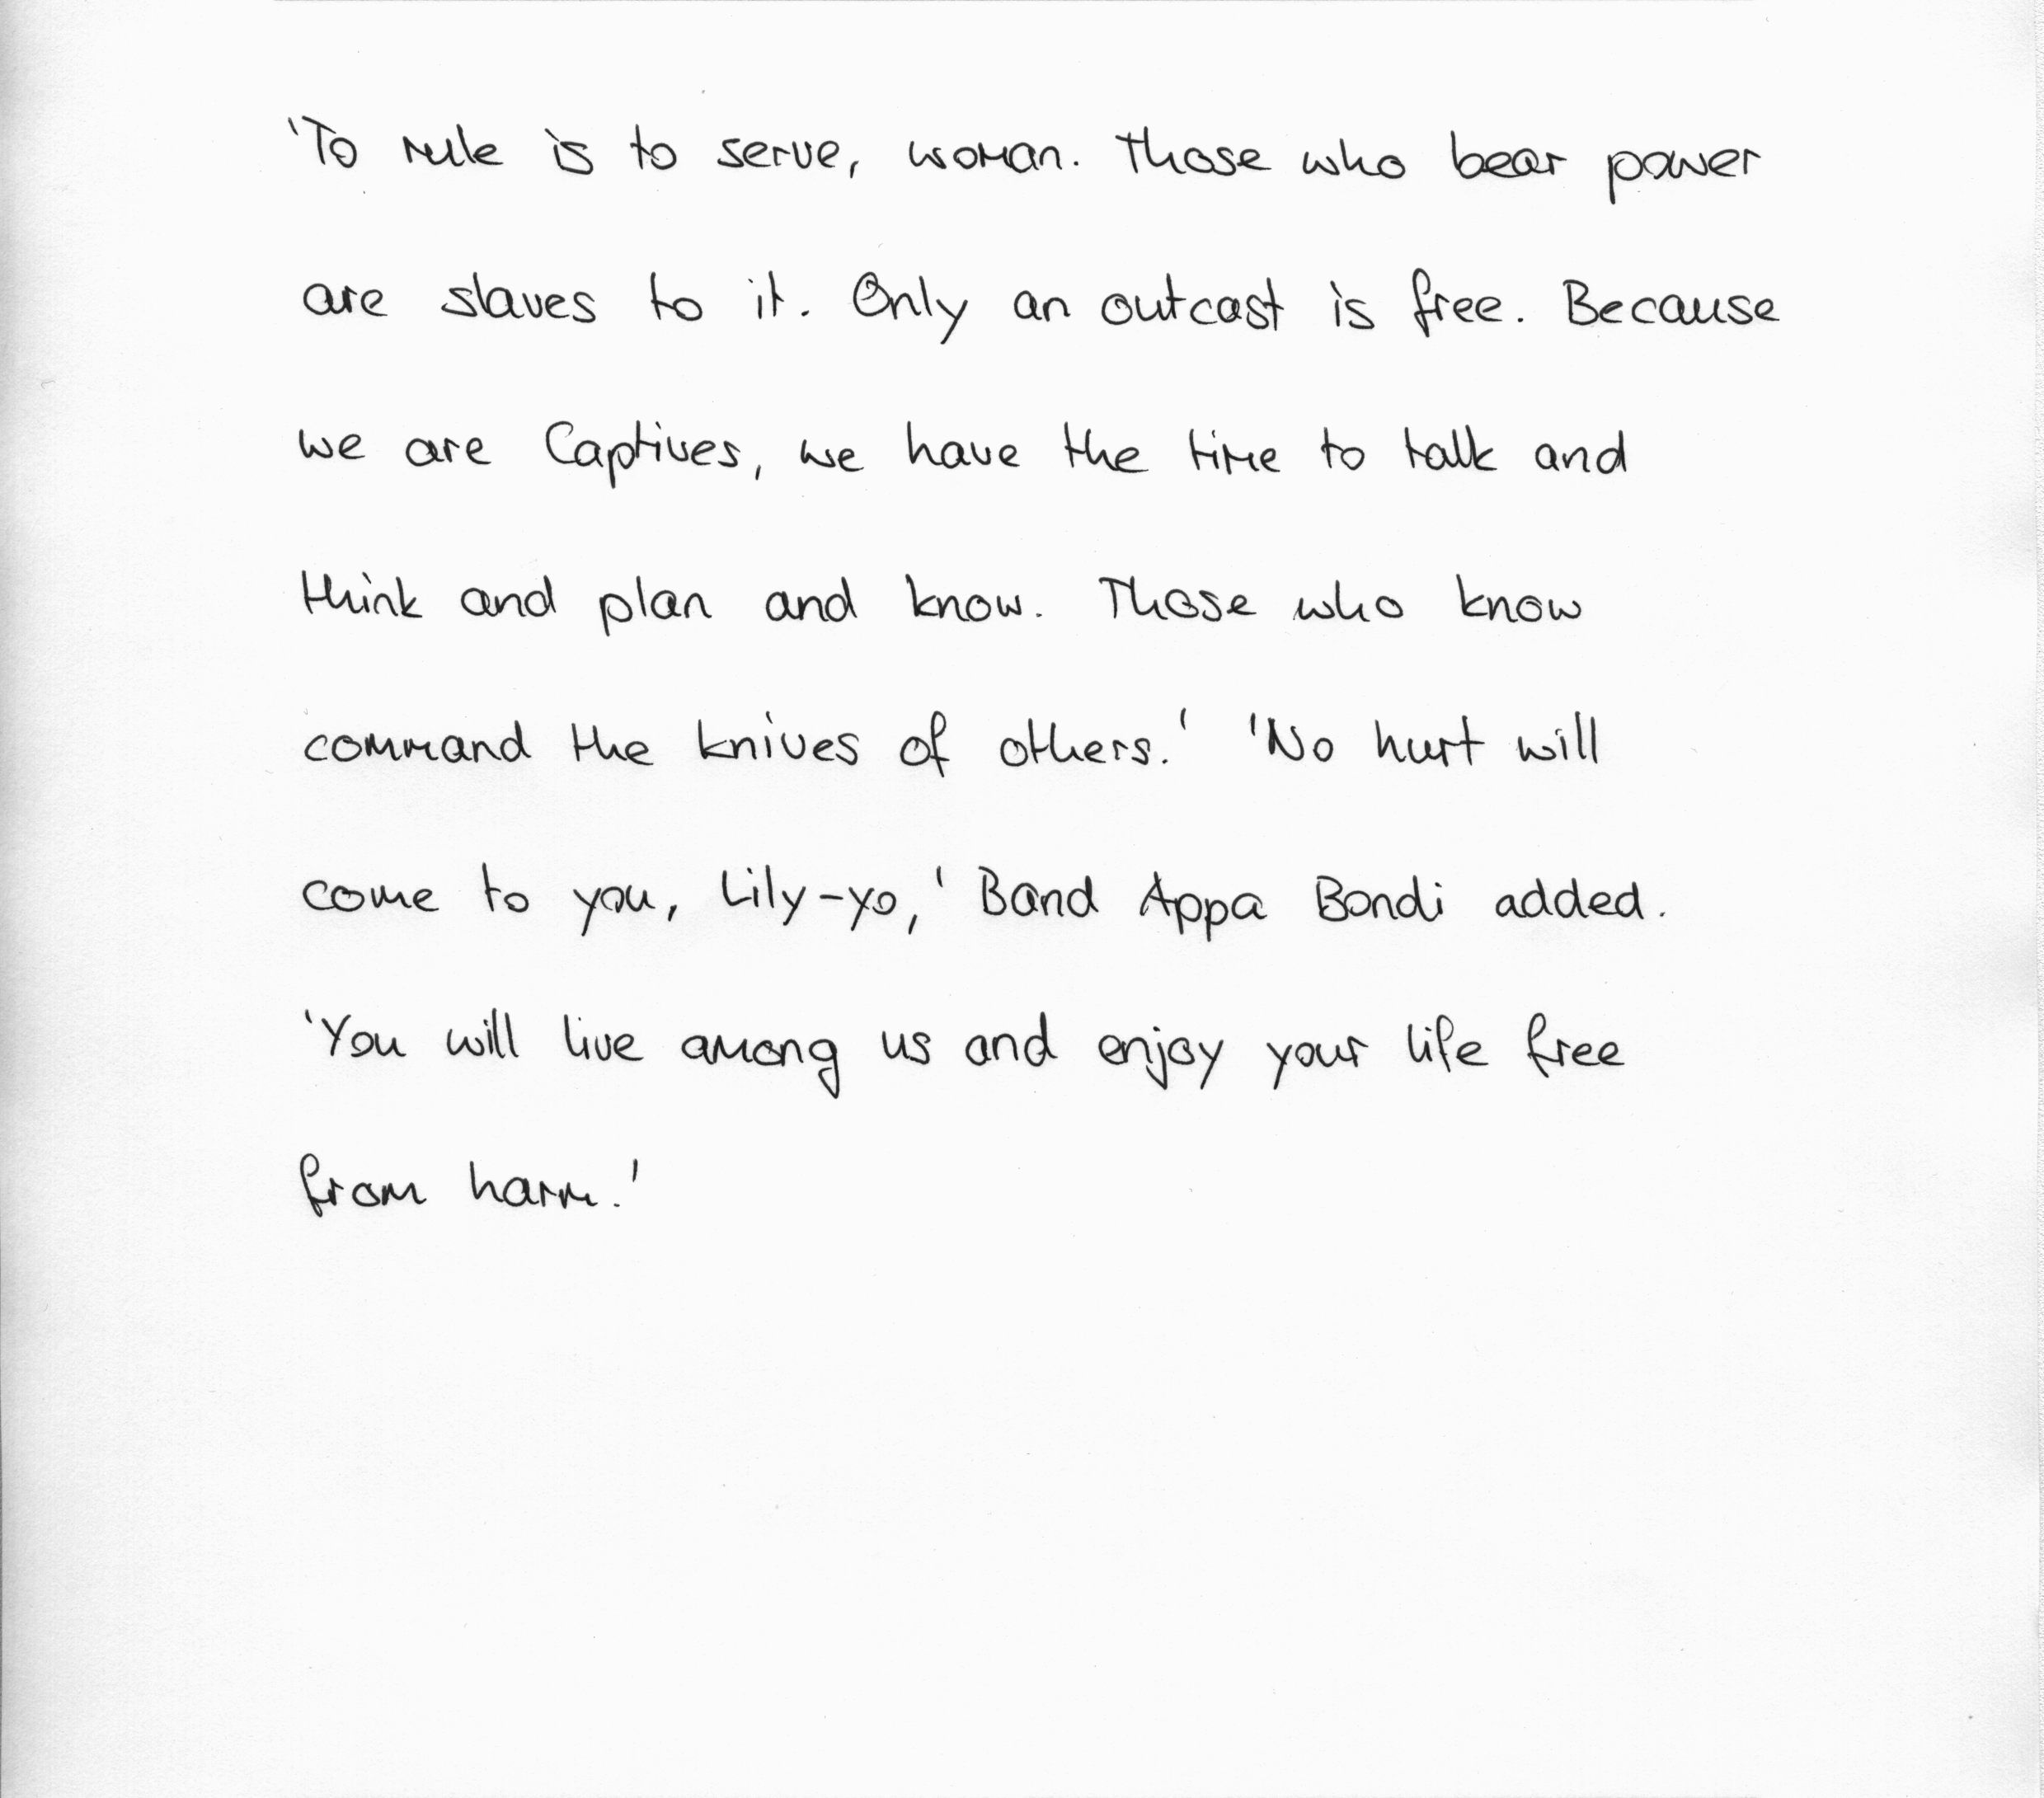 'To rule is to serve, woman. Those who bear power
are slaves to it. Only an outcast is free. Because
we are Captives, we have the time to talk and
think and plan and know. Those who know
command the knives of others.' 'No hurt will
come to you, Lily-yo,' Band Appa Bondi added.
'You will live among us and enjoy your life free
from harm.'